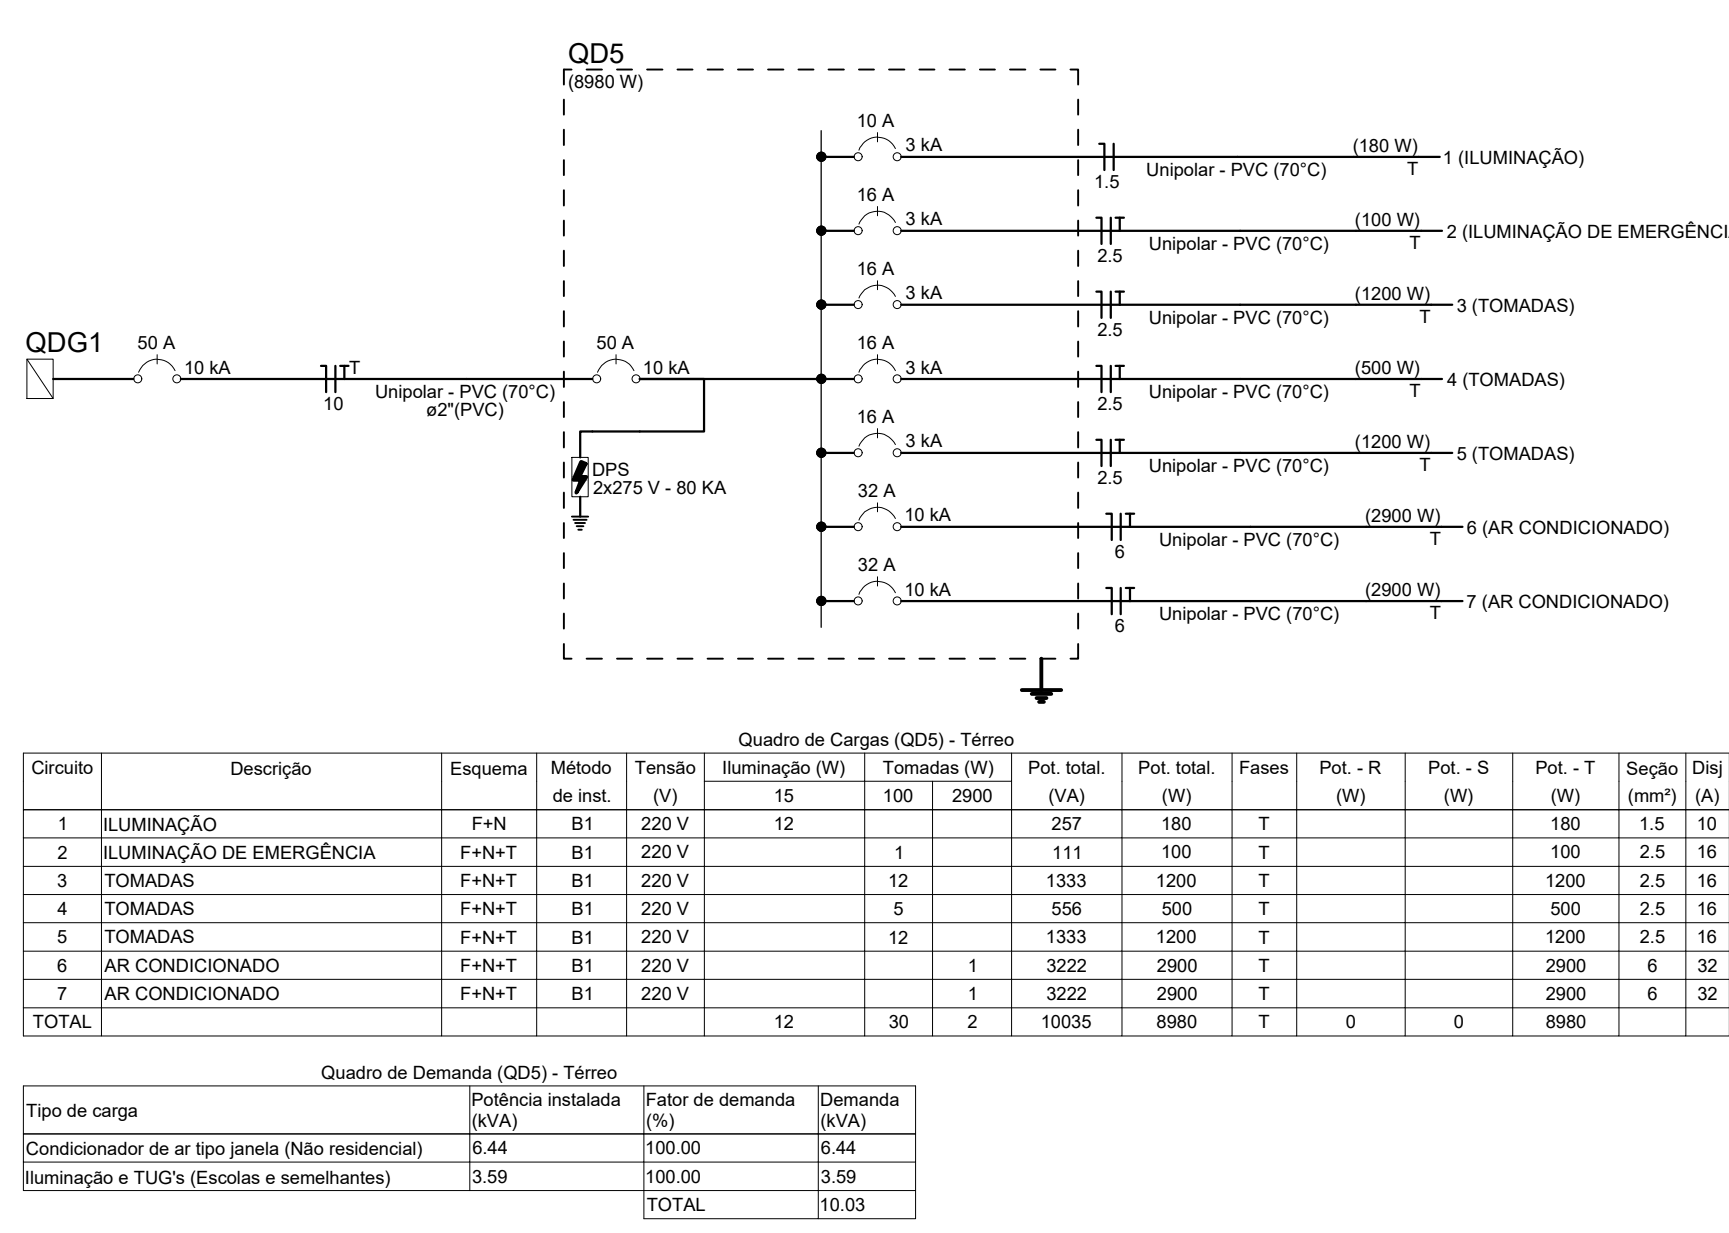 QD5
(8980 W)
10 A
3 kA
1.5
Unipolar - PVC (70°C)
(180 W)
T
1 (ILUMINAÇÃO)
16 A
3 kA
T
2.5
Unipolar - PVC (70°C)
(100 W)
T
2 (ILUMINAÇÃO DE EMERGÊNCI
16 A
3 kA
T
2.5
Unipolar - PVC (70°C)
(1200 W)
T
3 (TOMADAS)
QDG1
50 A
10 kA
T
10
Unipolar - PVC (70°C)
ø2"(PVC)
50 A
10 kA
16 A
3 kA
T
2.5
Unipolar - PVC (70°C)
(500 W)
T
4 (TOMADAS)
16 A
3 kA
T
2.5
Unipolar - PVC (70°C)
(1200 W)
T
5 (TOMADAS)
DPS
2x275 V - 80 KA
32 A
10 kA
T
6
Unipolar - PVC (70°C)
(2900 W)
T
6 (AR CONDICIONADO)
32 A
10 kA
T
6
Unipolar - PVC (70°C)
(2900 W)
T
7 (AR CONDICIONADO)
Quadro de Cargas (QD5) - Térreo
Circuito Descrição Esquema Método Tensão Iluminação (W) Tomadas (W) Pot. total. Pot. total. Fases Pot. - R Pot. - S Pot. - T Seção Disj
de inst. (V) 15 100 2900 (VA) (W) (W) (W) (W) (mm²) (A)
1 ILUMINAÇÃO F+N B1 220 V 12 257 180 T 180 1.5 10
2 ILUMINAÇÃO DE EMERGÊNCIA F+N+T B1 220 V 1 111 100 T 100 2.5 16
3 TOMADAS F+N+T B1 220 V 12 1333 1200 T 1200 2.5 16
4 TOMADAS F+N+T B1 220 V 5 556 500 T 500 2.5 16
5 TOMADAS F+N+T B1 220 V 12 1333 1200 T 1200 2.5 16
6 AR CONDICIONADO F+N+T B1 220 V 1 3222 2900 T 2900 6 32
7 AR CONDICIONADO F+N+T B1 220 V 1 3222 2900 T 2900 6 32
TOTAL 12 30 2 10035 8980 T 0 0 8980
Quadro de Demanda (QD5) - Térreo
Tipo de carga Potência instalada Fator de demanda Demanda
(kVA) (%) (kVA)
Condicionador de ar tipo janela (Não residencial) 6.44 100.00 6.44
Iluminação e TUG's (Escolas e semelhantes) 3.59 100.00 3.59
TOTAL 10.03